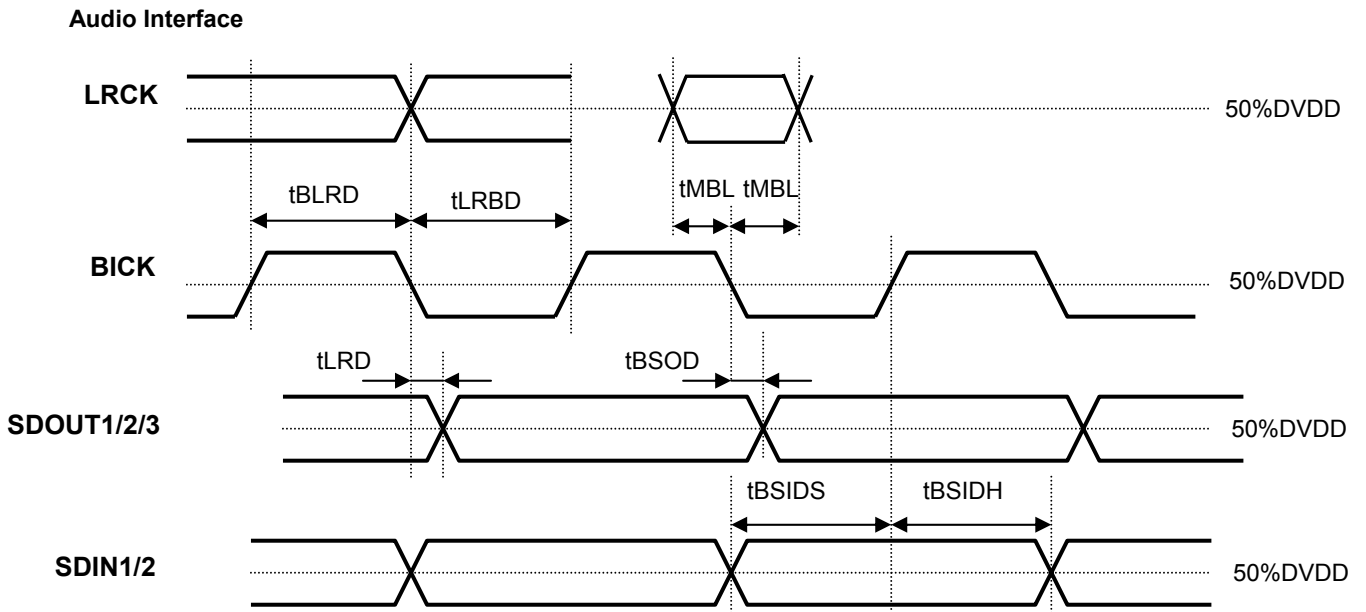 Audio Interface
LRCK
50%DVDD
tBLRD
tLRBD
tMBL
tMBL
BICK
50%DVDD
tLRD
tBSOD
SDOUT1/2/3
50%DVDD
tBSIDS
tBSIDH
SDIN1/2
50%DVDD